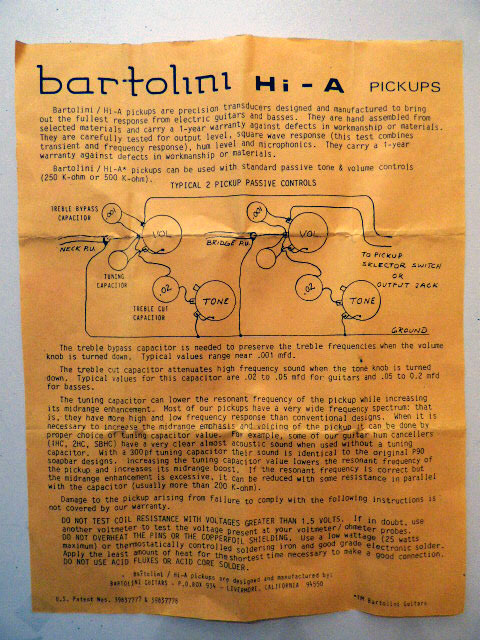 bartolini Hi-A PICKUPS
Bartolini/Hi-A pickups are precision transducers designed and manufactured to bring
out the fullest response from electric guitars and basses. They are hand assembled from
selected materials and carry a 1-year warranty against defects in workmanship or materials.
They are carefully tested for output level, square wave response (this test combines
transient and frequency response), hum level and microphonics. They carry a 1-year
warranty against defects in workmanship or materials.
Bartolini/Hi-A* pickups can be used with standard passive tone & volume controls
(250 K-ohm or 500 K-ohm).
TYPICAL 2 PICKUP PASSIVE CONTROLS
TREBLE BYPASS
CAPACITOR
.001
VOL
.001
VOL
NECK P.U.
BRIDGE P.U.
TO PICKUP
SELECTOR SWITCH
OR
OUTPUT JACK
TUNING
CAPACITOR
.02
TONE
.02
TONE
TREBLE CUT
CAPACITOR
GROUND
The treble bypass capacitor is needed to preserve the treble frequencies when the volume
knob is turned down. Typical values range near .001 mfd.
The treble cut capacitor attenuates high frequency sound when the tone knob is turned
down. Typical values for this capacitor are .02 to .05 mfd for guitars and .05 to 0.2 mfd
for basses.
The tuning capacitor can lower the resonant frequency of the pickup while increasing
its midrange enhancement. Most of our pickups have a very wide frequency spectrum: that
is, they have more high and low frequency response than conventional designs. When it is
necessary to increase the midrange emphasis and voicing of the pickup it can be done by
proper choice of tuning capacitor value. For example, some of our guitar hum cancellers
(1HC, 2HC, 5BHC) have a very clear almost acoustic sound when used without a tuning
capacitor. With a 300pf tuning capacitor their sound is identical to the original P90
soapbar designs. Increasing the tuning capacitor value lowers the resonant frequency of
the pickup and increases its midrange boost. If the resonant frequency is correct but
the midrange enhancement is excessive, it can be reduced with some resistance in parallel
with the capacitor (usually more than 200 K-ohm).
Damage to the pickup arising from failure to comply with the following instructions is
not covered by our warranty.
DO NOT TEST COIL RESISTANCE WITH VOLTAGES GREATER THAN 1.5 VOLTS. If in doubt, use
another voltmeter to test the voltage present at your voltmeter/ohmeter probes.
DO NOT OVERHEAT THE PINS OR THE COPPERFOIL SHIELDING. Use a low wattage (25 watts
maximum) or thermostatically controlled soldering iron and good grade electronic solder.
Apply the least amount of heat for the shortest time necessary to make a good connection.
DO NOT USE ACID FLUXES OR ACID CORE SOLDER.
Bartolini / Hi-A pickups are designed and manufactured by:
BARTOLINI GUITARS - P.O.BOX 934 - LIVERMORE, CALIFORNIA 94550
U.S. Patent Nos. 3983777 & 3983778
*TM Bartolini Guitars